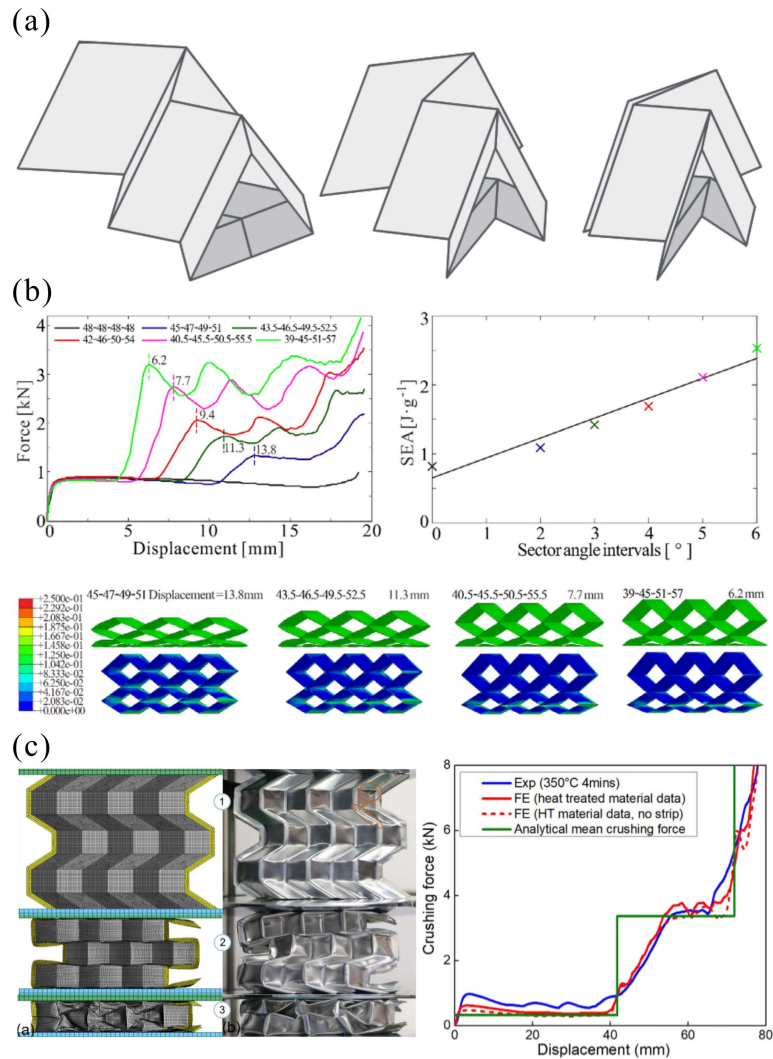 (a)
(b)
4
3
2
1
0
Force [kN]
48-48-48-48
45-47-49-51
43.5-46.5-49.5-52.5
42-46-50-54
40.5-45.5-50.5-55.5
39-45-51-57
6.2
7.7
9.4
11.3
13.8
0
5
10
15
20
Displacement [mm]
3
2
1
0
SEA [J·g⁻¹]
0
1
2
3
4
5
6
Sector angle intervals [ ° ]
45-47-49-51 Displacement=13.8mm
43.5-46.5-49.5-52.5
11.3 mm
40.5-45.5-50.5-55.5
7.7 mm
39-45-51-57
6.2 mm
+2.500e-01
+2.292e-01
+2.083e-01
+1.875e-01
+1.667e-01
+1.458e-01
+1.250e-01
+1.042e-01
+8.333e-02
+6.250e-02
+4.167e-02
+2.083e-02
+0.000e+00
(c)
1
2
3
(a)
(b)
8
6
4
2
0
Crushing force (kN)
Exp (350°C 4mins)
FE (heat treated material data)
FE (HT material data, no strip)
Analytical mean crushing force
0
20
40
60
80
Displacement (mm)